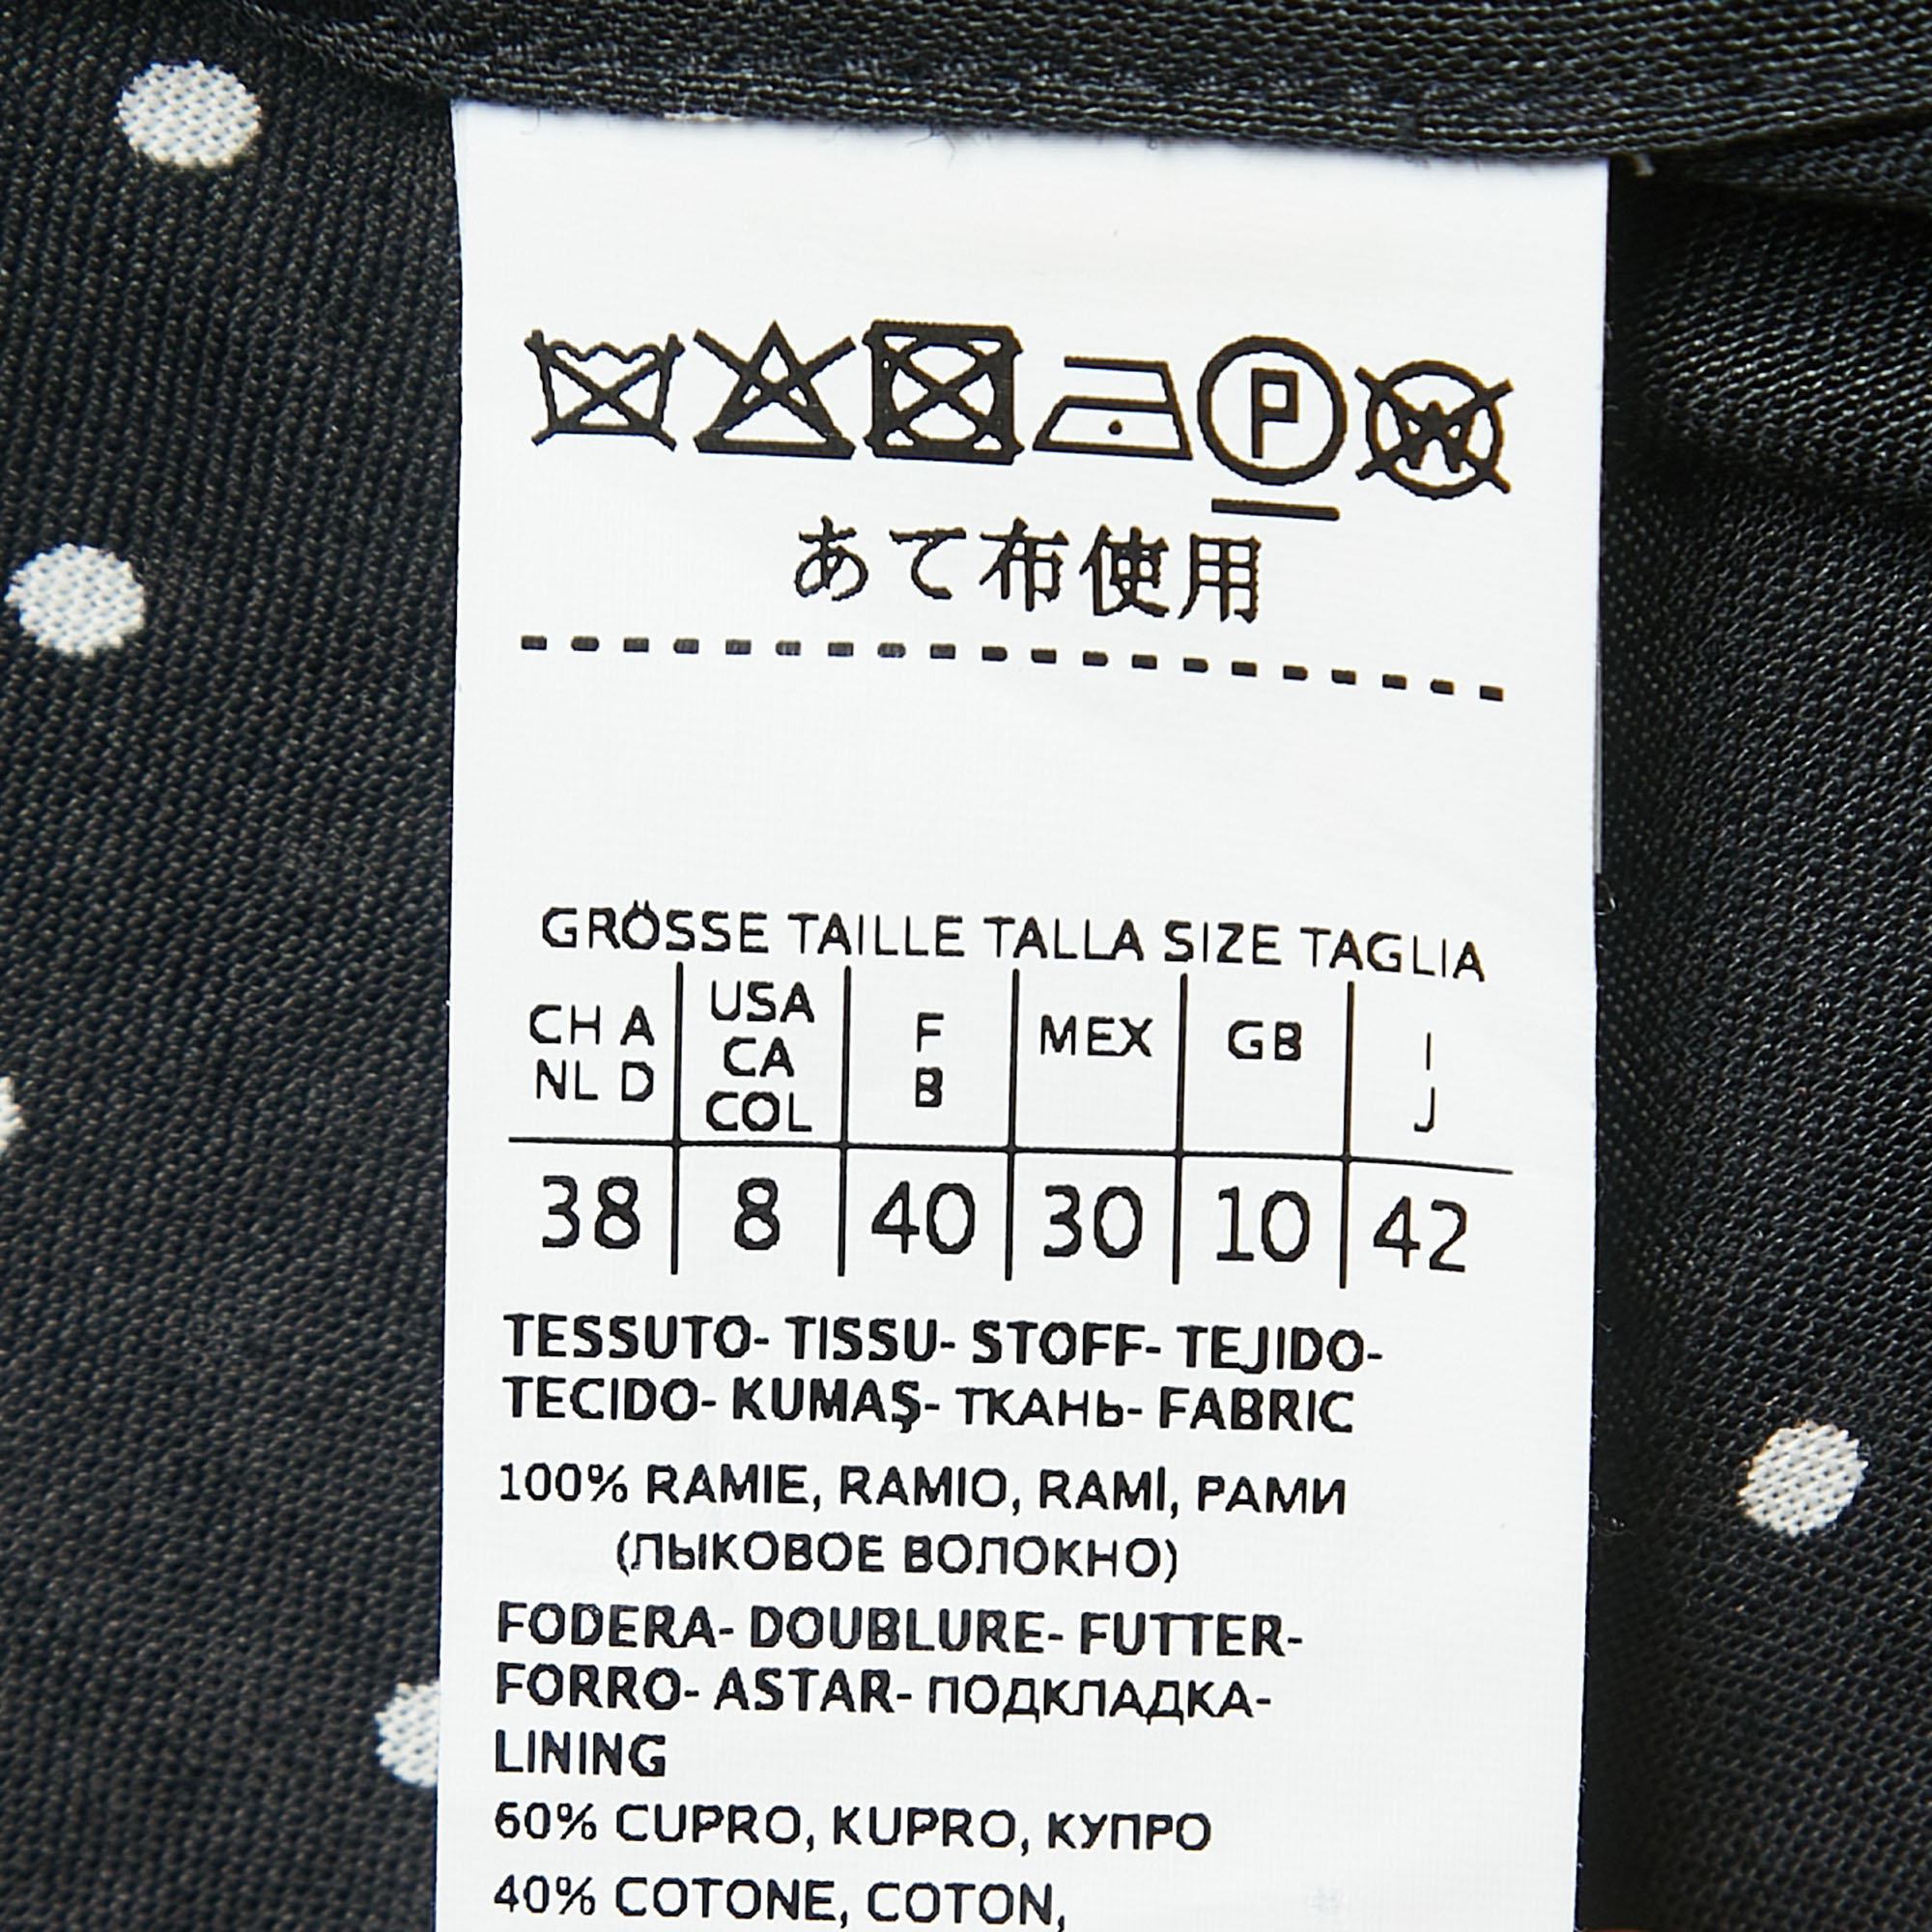 P W
あて布使用
GRÖSSE TAILLE TALLA SIZE TAGLIA
CH A NL D | USA CA COL | F B | MEX | GB | I J
38 | 8 | 40 | 30 | 10 | 42
TESSUTO- TISSU- STOFF- TEJIDO-
TECIDO- KUMAŞ- ТКАНЬ- FABRIC
100% RAMIE, RAMIO, RAMİ, РАМИ
(ЛЫКОВОЕ ВОЛОКНО)
FODERA- DOUBLURE- FUTTER-
FORRO- ASTAR- ПОДКЛАДКА-
LINING
60% CUPRO, KUPRO, КУПРО
40% COTONE, COTON,